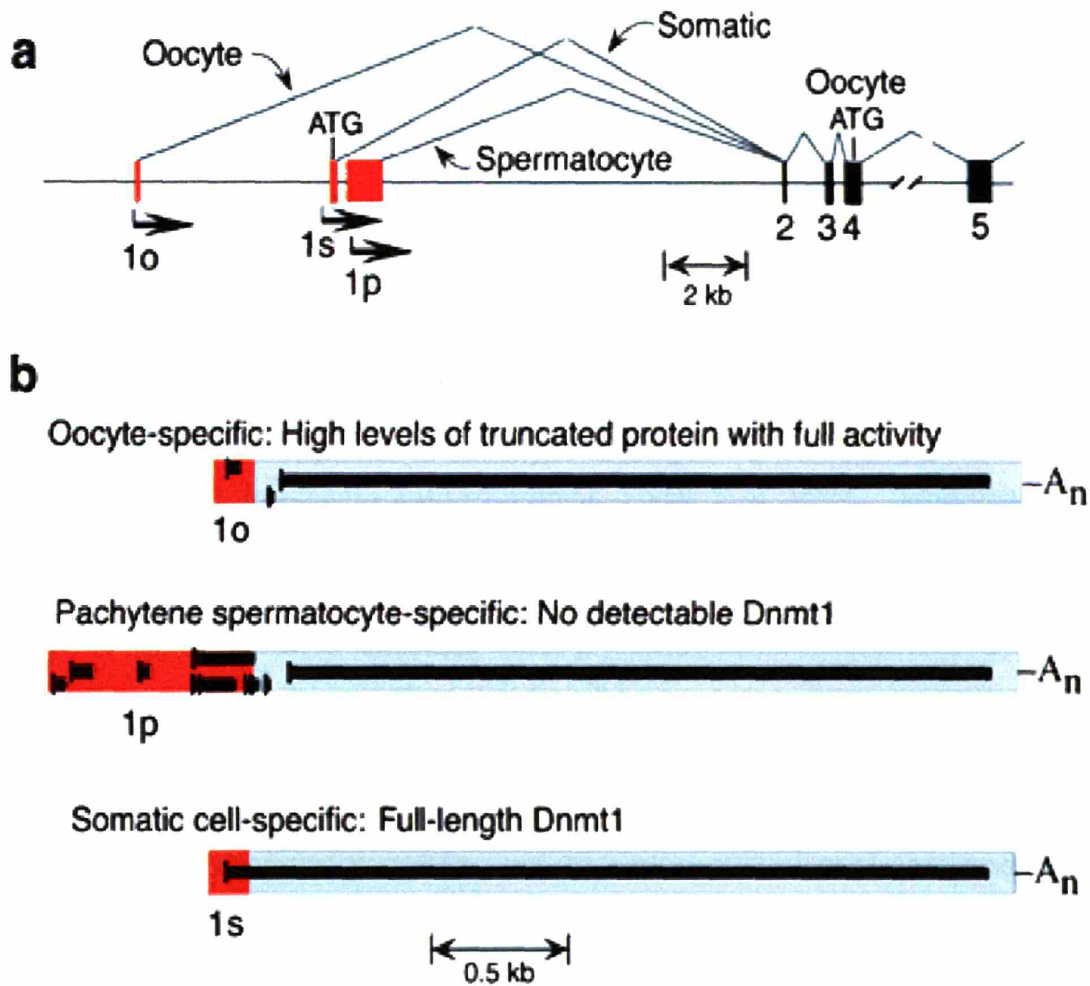 a
Oocyte
Somatic
ATG
Oocyte
ATG
Spermatocyte
1o
1s
1p
2
3
4
5
2 kb
b
Oocyte-specific: High levels of truncated protein with full activity
1o
-An
Pachytene spermatocyte-specific: No detectable Dnmt1
1p
-An
Somatic cell-specific: Full-length Dnmt1
1s
-An
0.5 kb